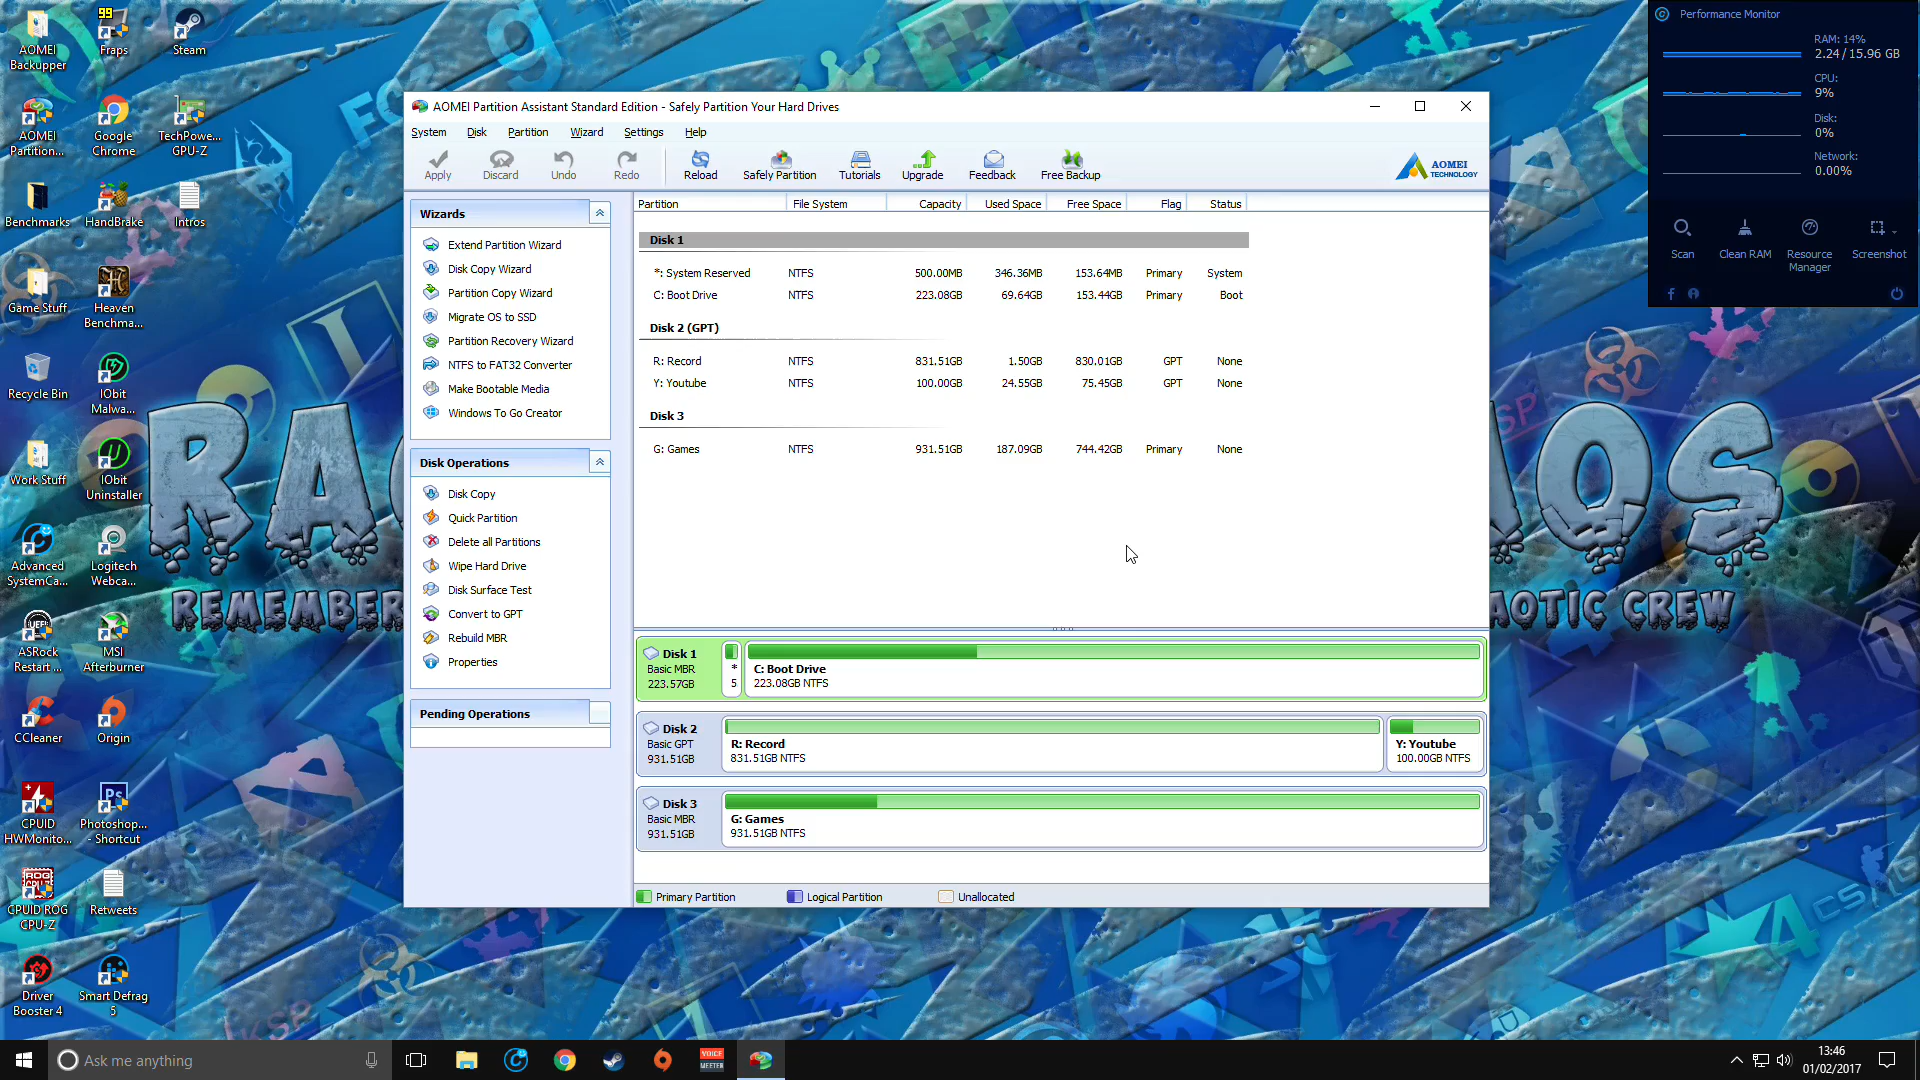 99
AOMEI Backupper
Fraps
Steam
AOMEI Partition...
Google Chrome
TechPowe... GPU-Z
Benchmarks
HandBrake
Intros
Game Stuff
Heaven Benchma...
Recycle Bin
IObit Malwa...
Work Stuff
IObit Uninstaller
Advanced SystemCa...
Logitech Webca...
ASRock Restart ...
MSI Afterburner
CCleaner
Origin
CPUID HWMonito...
Photoshop... - Shortcut
CPUID ROG CPU-Z
Retweets
Driver Booster 4
Smart Defrag 5
RA
AOS
REMEMBER
AOTIC CREW
KSP
AOMEI Partition Assistant Standard Edition - Safely Partition Your Hard Drives
System Disk Partition Wizard Settings Help
Apply Discard Undo Redo Reload Safely Partition Tutorials Upgrade Feedback Free Backup
AOMEI TECHNOLOGY
Wizards
Extend Partition Wizard
Disk Copy Wizard
Partition Copy Wizard
Migrate OS to SSD
Partition Recovery Wizard
NTFS to FAT32 Converter
Make Bootable Media
Windows To Go Creator
Disk Operations
Disk Copy
Quick Partition
Delete all Partitions
Wipe Hard Drive
Disk Surface Test
Convert to GPT
Rebuild MBR
Properties
Pending Operations
Partition File System Capacity Used Space Free Space Flag Status
Disk 1
*: System Reserved NTFS 500.00MB 346.36MB 153.64MB Primary System
C: Boot Drive NTFS 223.08GB 69.64GB 153.44GB Primary Boot
Disk 2 (GPT)
R: Record NTFS 831.51GB 1.50GB 830.01GB GPT None
Y: Youtube NTFS 100.00GB 24.55GB 75.45GB GPT None
Disk 3
G: Games NTFS 931.51GB 187.09GB 744.42GB Primary None
Disk 1
Basic MBR
223.57GB
*
5
C: Boot Drive
223.08GB NTFS
Disk 2
Basic GPT
931.51GB
R: Record
831.51GB NTFS
Y: Youtube
100.00GB NTFS
Disk 3
Basic MBR
931.51GB
G: Games
931.51GB NTFS
Primary Partition Logical Partition Unallocated
Performance Monitor
RAM: 14%
2.24 / 15.96 GB
CPU:
9%
Disk:
0%
Network:
0.00%
Scan
Clean RAM
Resource Manager
Screenshot
Ask me anything
VOICE MEETER
13:46
01/02/2017